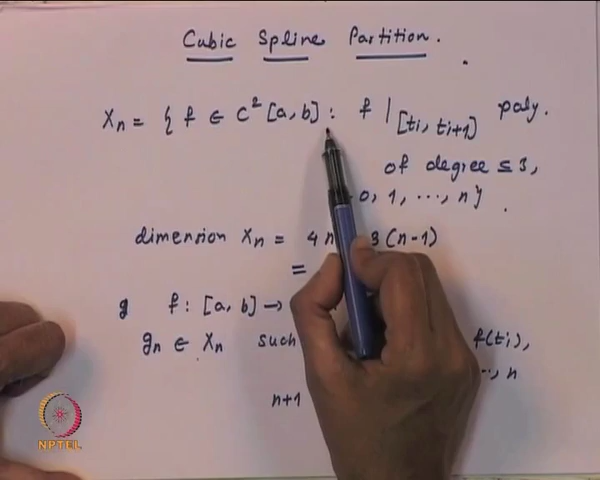 Cubic Spline Partition.
Xn = { f ∈ C² [a, b] : f | [ti, ti+1] poly.
of degree ≤ 3,
0, 1, ..., n }.
dimension Xn = 4n 3(n-1)
=
f : [a, b] →
gn ∈ Xn such f(ti),
.., n
n+1
NPTEL